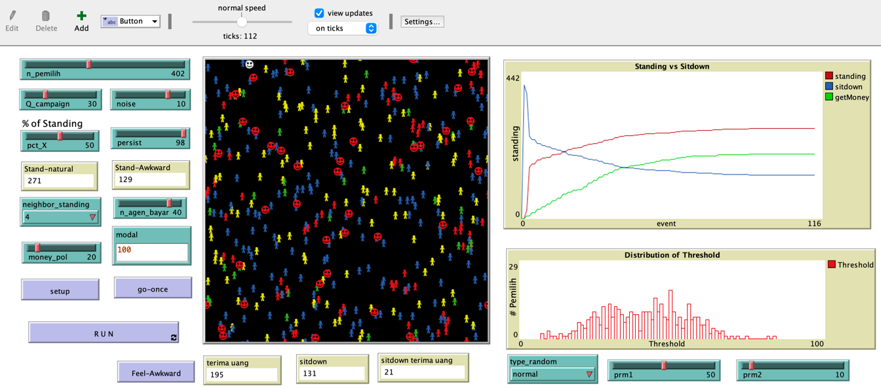 normal speed
view updates
Edit
Delete
Add
abc Button
on ticks
Settings...
ticks: 112
n_pemilih 402
Q_campaign 30
noise 10
% of Standing
pct_X 50
persist 98
Stand-natural
271
Stand-Awkward
129
neighbor_standing
4
n_agen_bayar 40
money_pol 20
modal
100
setup
go-once
R U N
Feel-Awkward
terima uang
195
sitdown
131
sitdown terima uang
21
Standing vs Sitdown
442
standing
0
0
event
116
standing
sitdown
getMoney
Distribution of Threshold
29
# Pemilih
0
0
Threshold
100
Threshold
type_random
normal
prm1 50
prm2 10